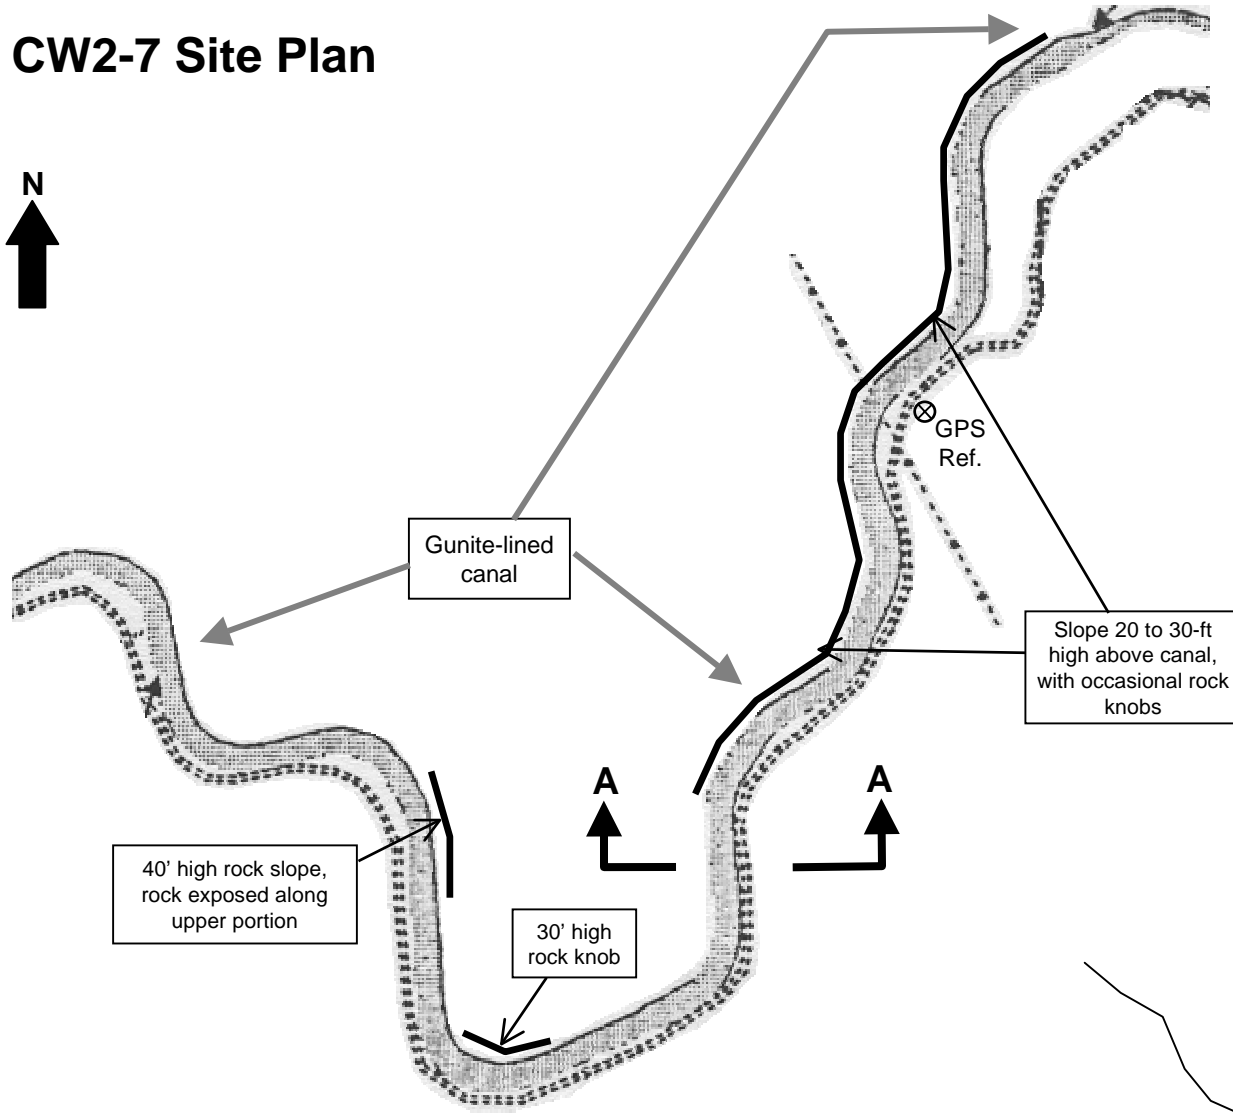 CW2-7 Site Plan
N
GPS
Ref.
Gunite-lined
canal
Slope 20 to 30-ft
high above canal,
with occasional rock
knobs
A
A
40’ high rock slope,
rock exposed along
upper portion
30’ high
rock knob